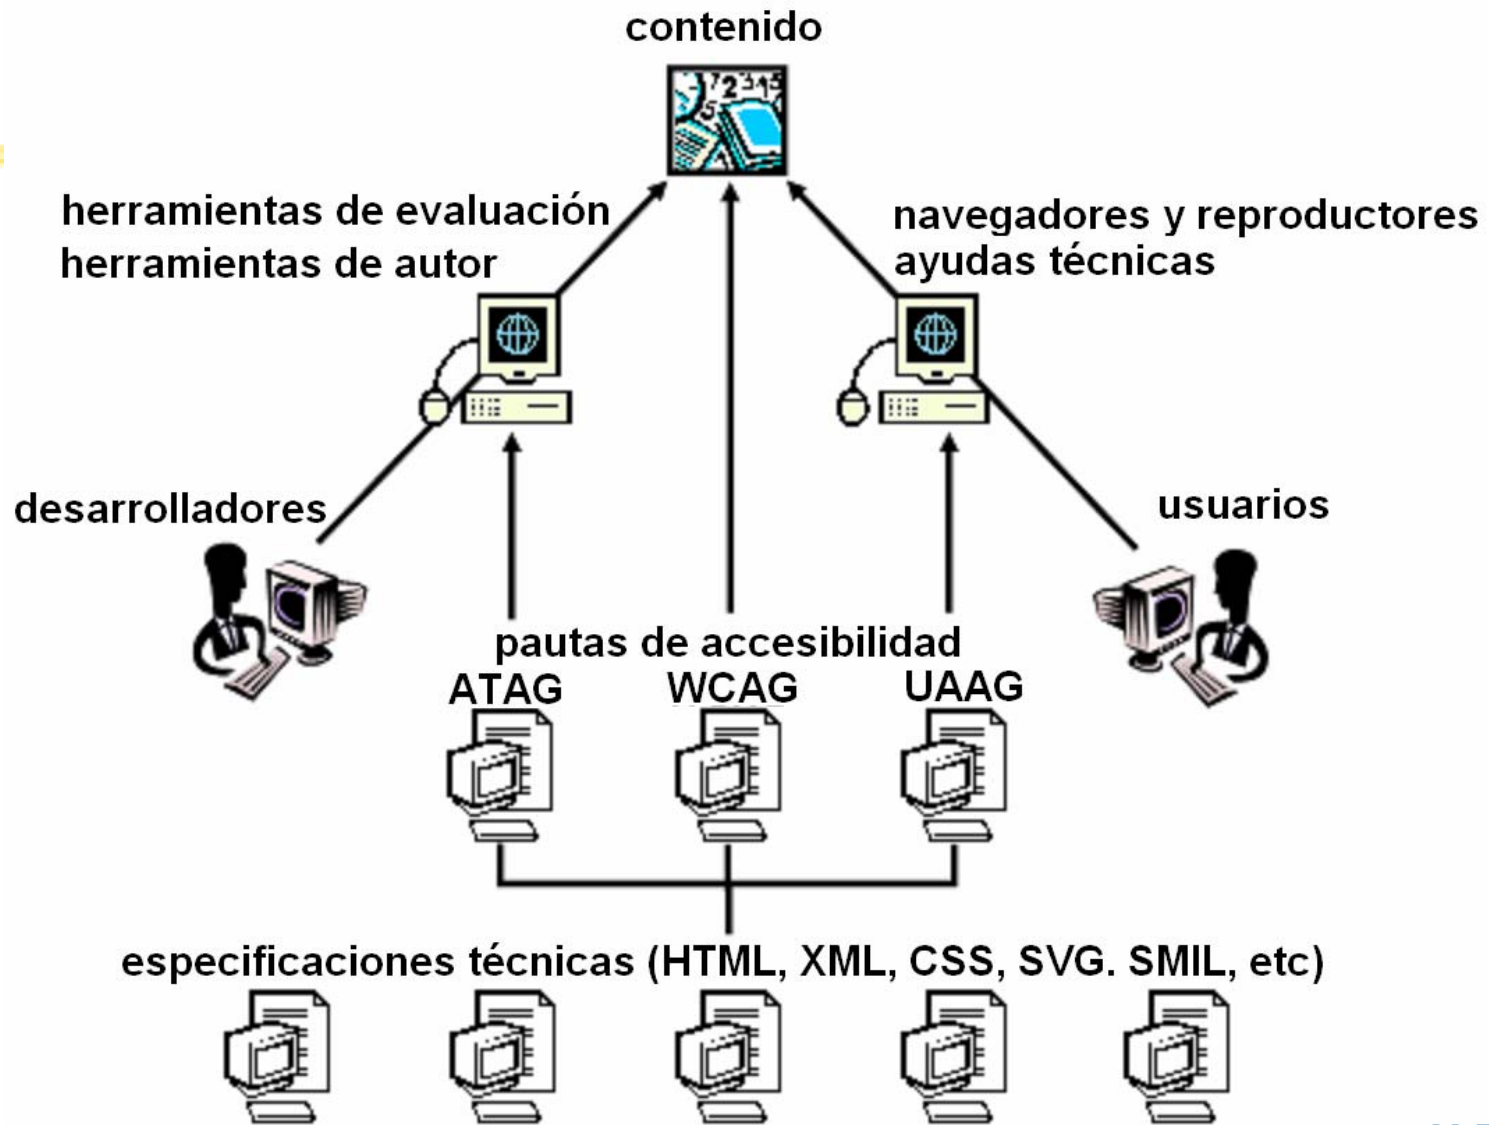 contenido
herramientas de evaluación
herramientas de autor
navegadores y reproductores
ayudas técnicas
desarrolladores
usuarios
pautas de accesibilidad
ATAG WCAG UAAG
especificaciones técnicas (HTML, XML, CSS, SVG. SMIL, etc)